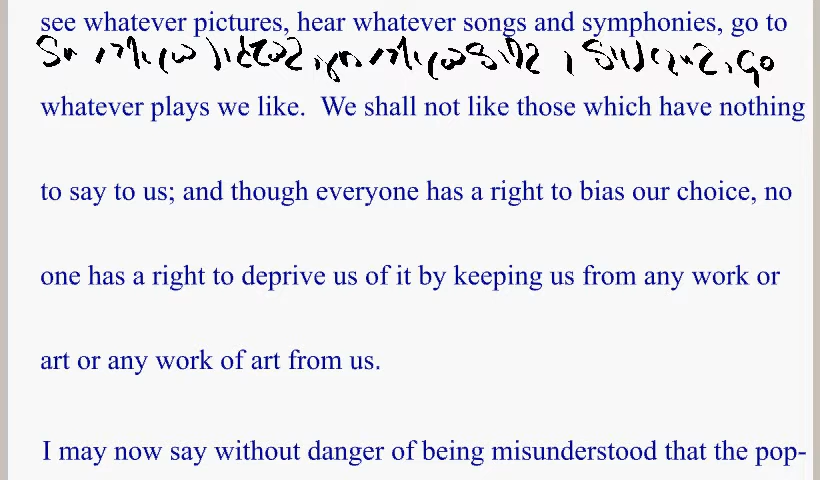 see whatever pictures, hear whatever songs and symphonies, go to
whatever plays we like. We shall not like those which have nothing
to say to us; and though everyone has a right to bias our choice, no
one has a right to deprive us of it by keeping us from any work or
art or any work of art from us.
I may now say without danger of being misunderstood that the pop-